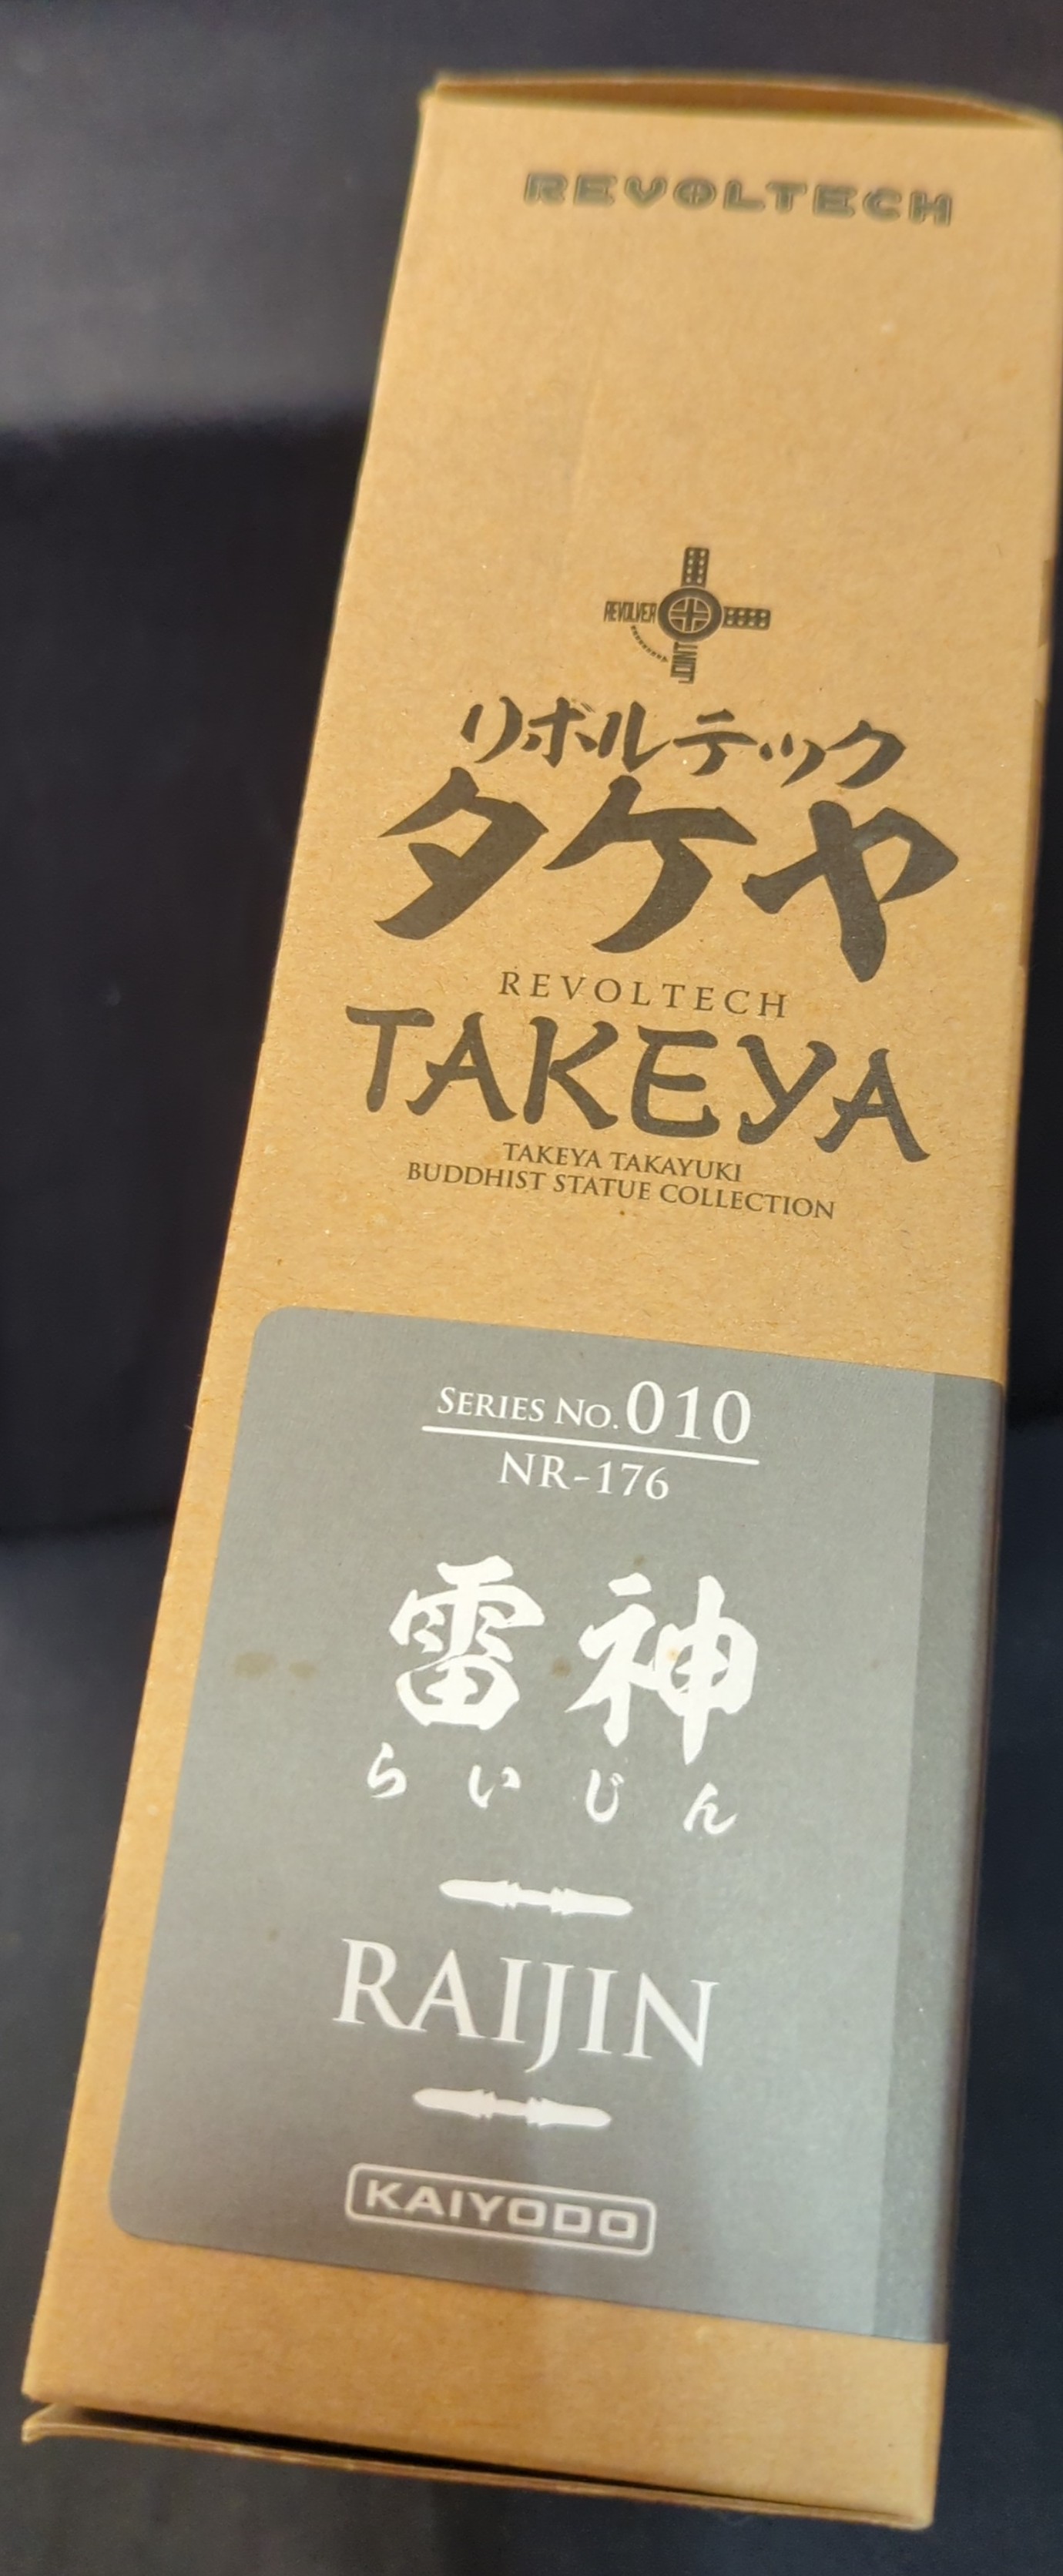 REVOLTECH
REVOLVER
JOINT
リボルテック
タケヤ
REVOLTECH
TAKEYA
TAKEYA TAKAYUKI
BUDDHIST STATUE COLLECTION
SERIES NO.010
NR-176
雷神
らいじん
RAIJIN
KAIYODO